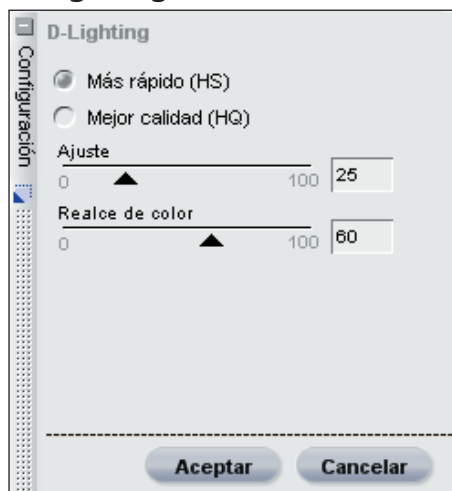 Configuración
D-Lighting
Más rápido (HS)
Mejor calidad (HQ)
Ajuste
0 100 25
Realce de color
0 100 60
Aceptar Cancelar